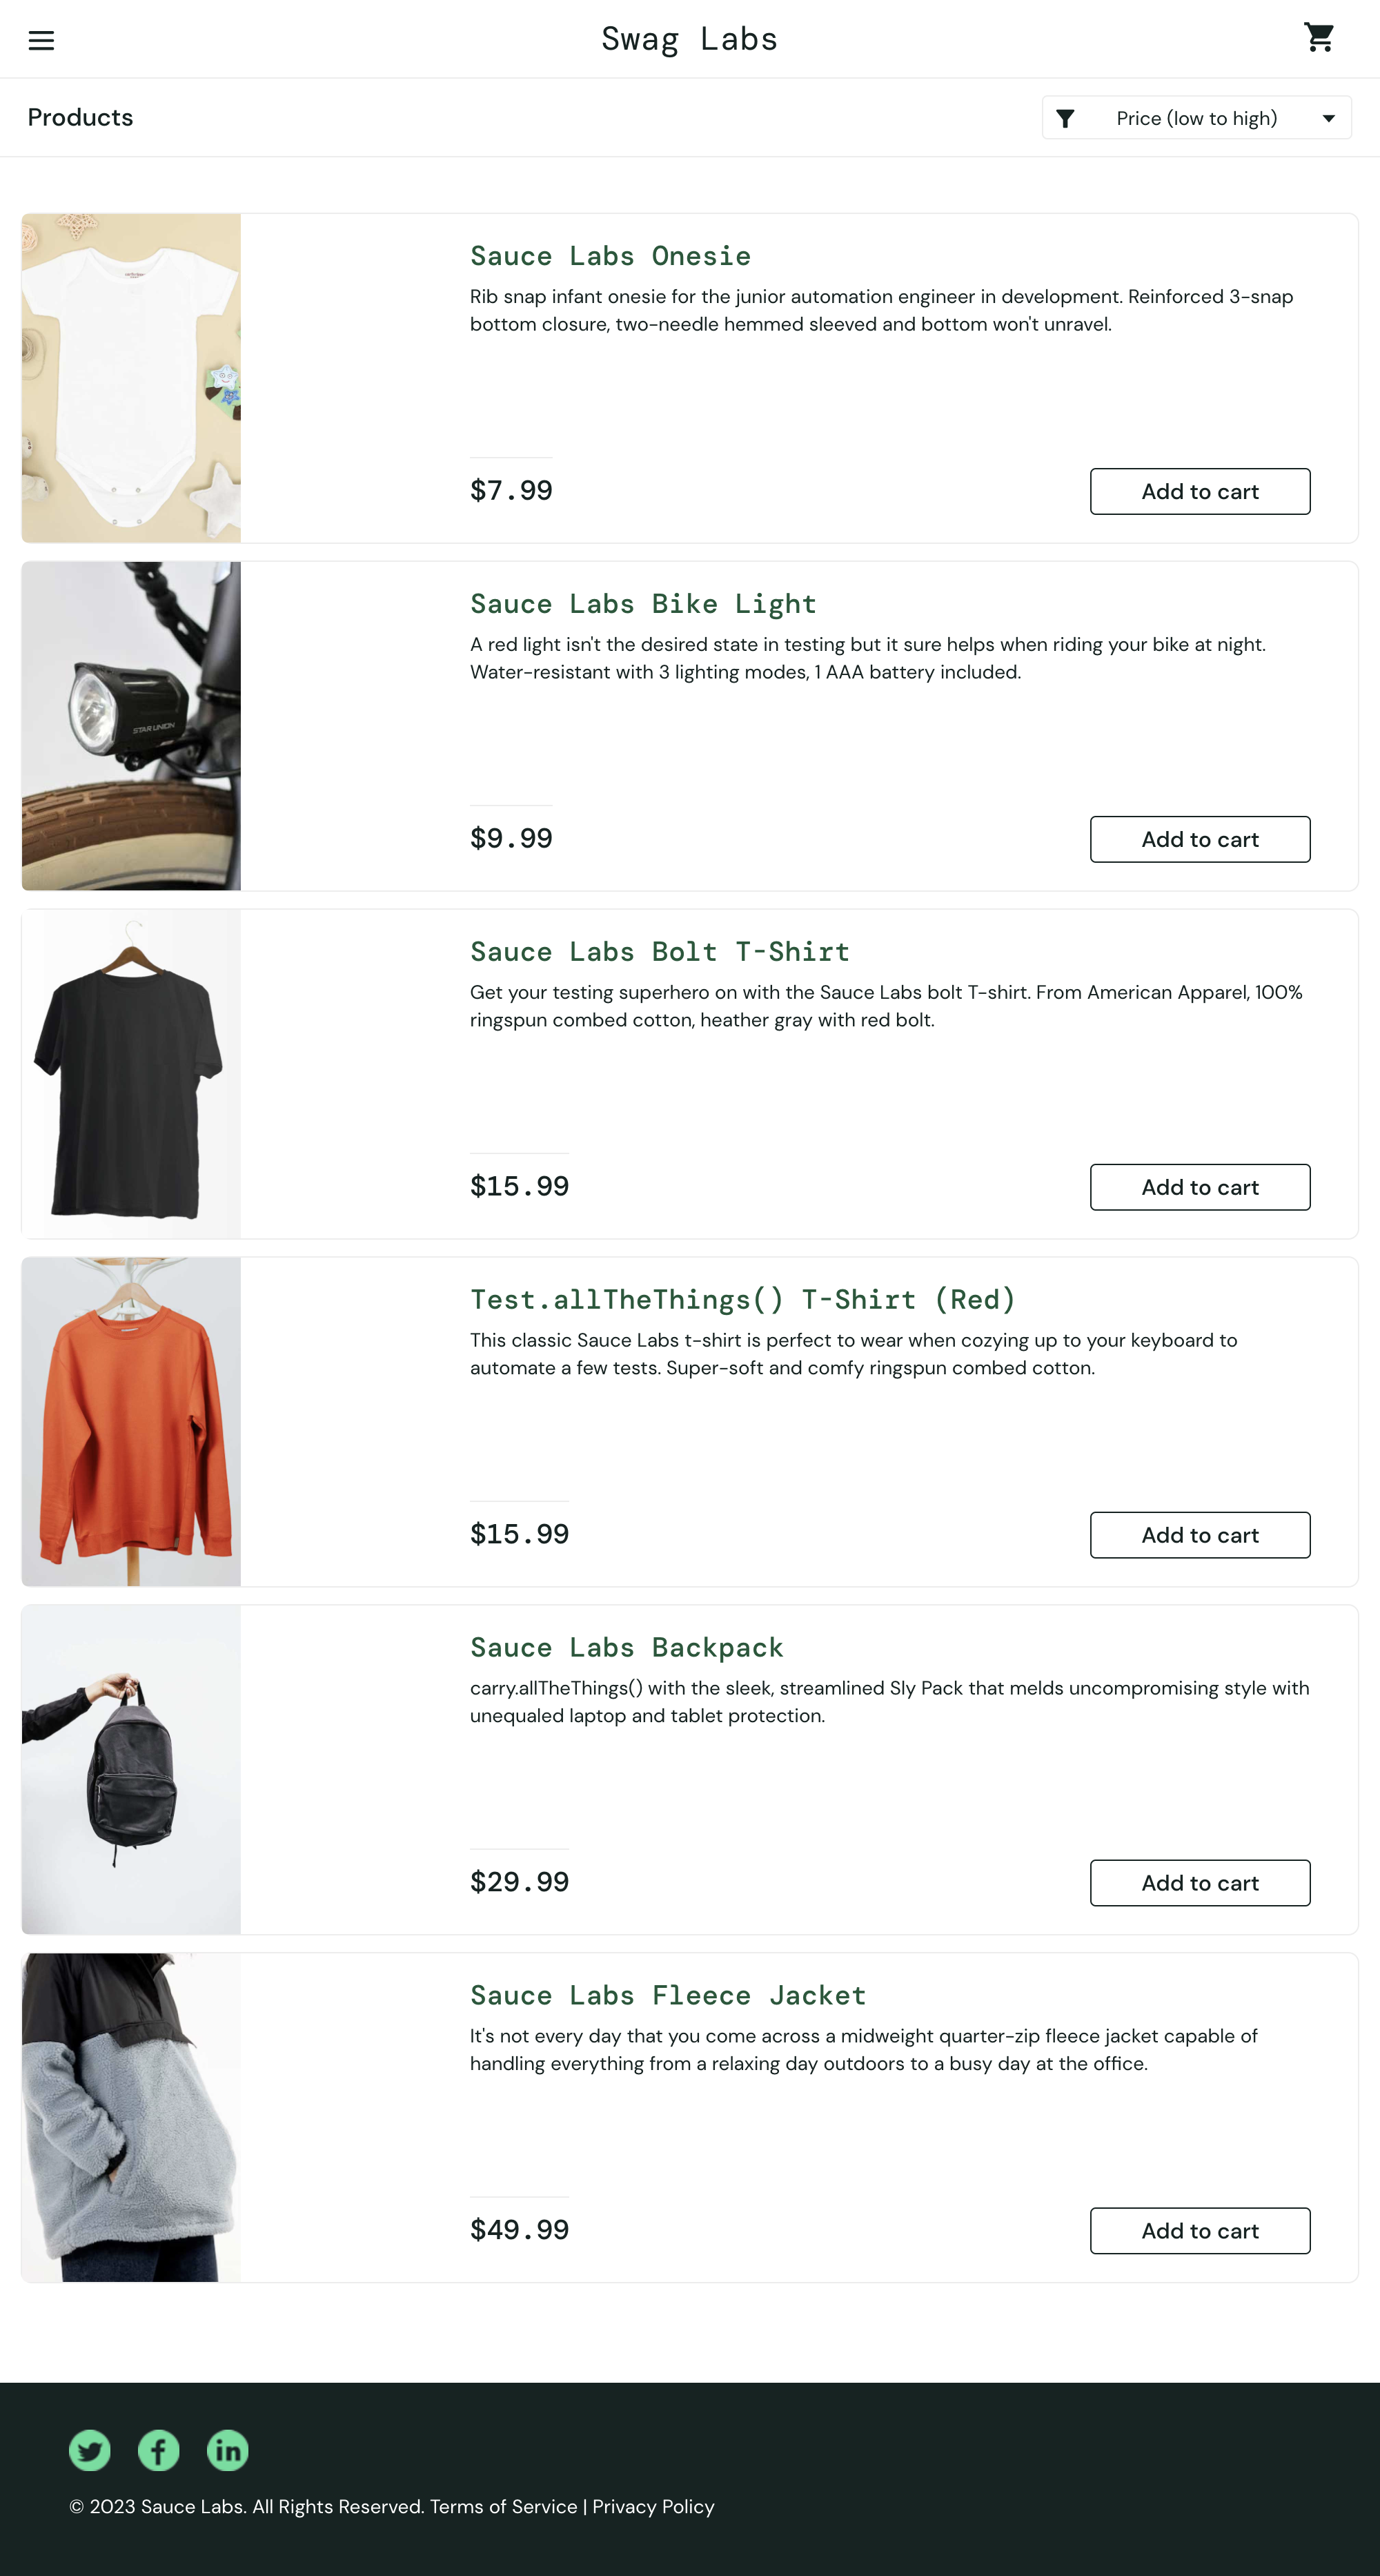 Swag Labs
Products
Price (low to high)
Sauce Labs Onesie
Rib snap infant onesie for the junior automation engineer in development. Reinforced 3-snap
bottom closure, two-needle hemmed sleeved and bottom won't unravel.
$7.99
Add to cart
Sauce Labs Bike Light
A red light isn't the desired state in testing but it sure helps when riding your bike at night.
Water-resistant with 3 lighting modes, 1 AAA battery included.
STAR UNION
$9.99
Add to cart
Sauce Labs Bolt T-Shirt
Get your testing superhero on with the Sauce Labs bolt T-shirt. From American Apparel, 100%
ringspun combed cotton, heather gray with red bolt.
$15.99
Add to cart
Test.allTheThings() T-Shirt (Red)
This classic Sauce Labs t-shirt is perfect to wear when cozying up to your keyboard to
automate a few tests. Super-soft and comfy ringspun combed cotton.
$15.99
Add to cart
Sauce Labs Backpack
carry.allTheThings() with the sleek, streamlined Sly Pack that melds uncompromising style with
unequaled laptop and tablet protection.
$29.99
Add to cart
Sauce Labs Fleece Jacket
It's not every day that you come across a midweight quarter-zip fleece jacket capable of
handling everything from a relaxing day outdoors to a busy day at the office.
$49.99
Add to cart
© 2023 Sauce Labs. All Rights Reserved. Terms of Service | Privacy Policy